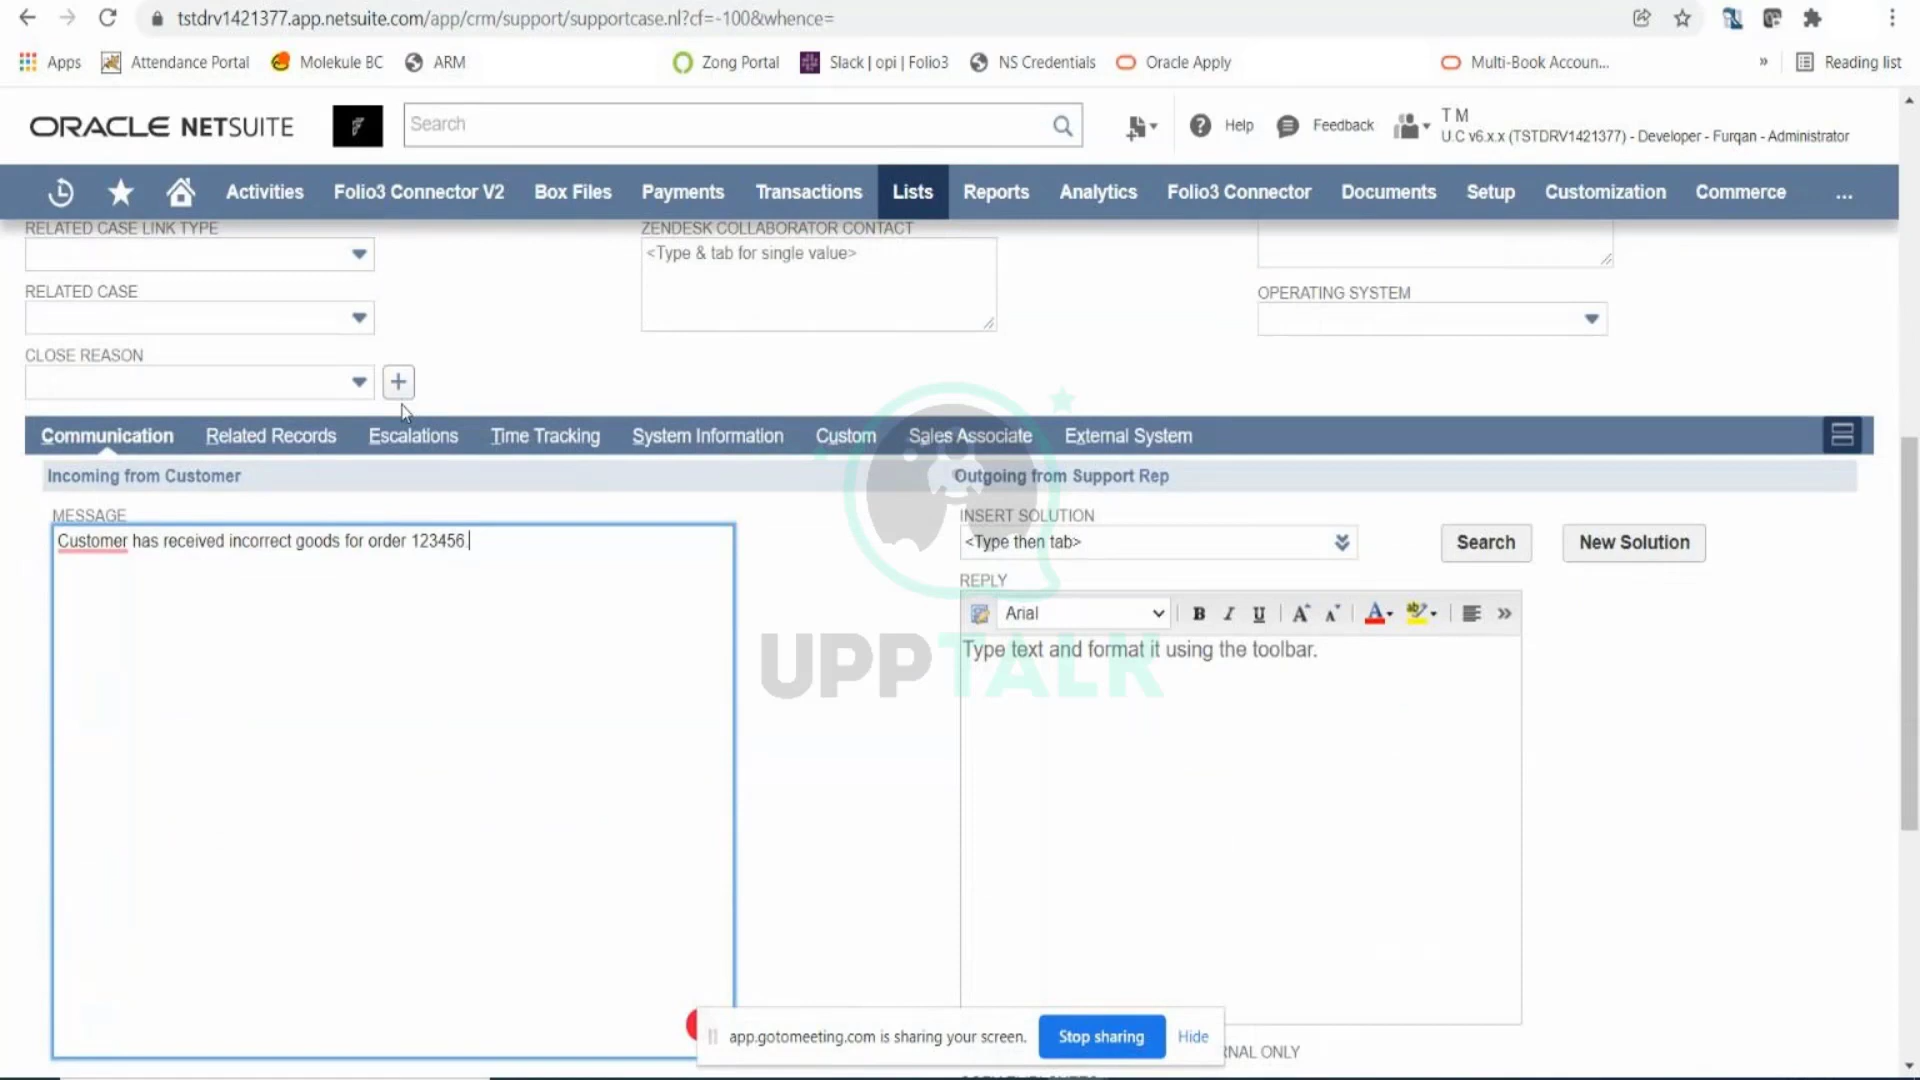 tstdrv1421377.app.netsuite.com/app/crm/support/supportcase.nl?cf=-100&whence=
Apps Attendance Portal Molekule BC ARM Zong Portal Slack | opi | Folio3 NS Credentials Oracle Apply Multi-Book Accoun... » Reading list
ORACLE NETSUITE Search Help Feedback T M
U.C v6.x.x (TSTDRV1421377) - Developer - Furqan - Administrator
Activities Folio3 Connector V2 Box Files Payments Transactions Lists Reports Analytics Folio3 Connector Documents Setup Customization Commerce ...
RELATED CASE LINK TYPE ZENDESK COLLABORATOR CONTACT
<Type & tab for single value>
RELATED CASE OPERATING SYSTEM
CLOSE REASON
Communication Related Records Escalations Time Tracking System Information Custom Sales Associate External System
Incoming from Customer Outgoing from Support Rep
MESSAGE INSERT SOLUTION
Customer has received incorrect goods for order 123456 <Type then tab> Search New Solution
REPLY
Arial B I U A A A ab »
Type text and format it using the toolbar.
UPPTALK
app.gotomeeting.com is sharing your screen. Stop sharing Hide
NAL ONLY